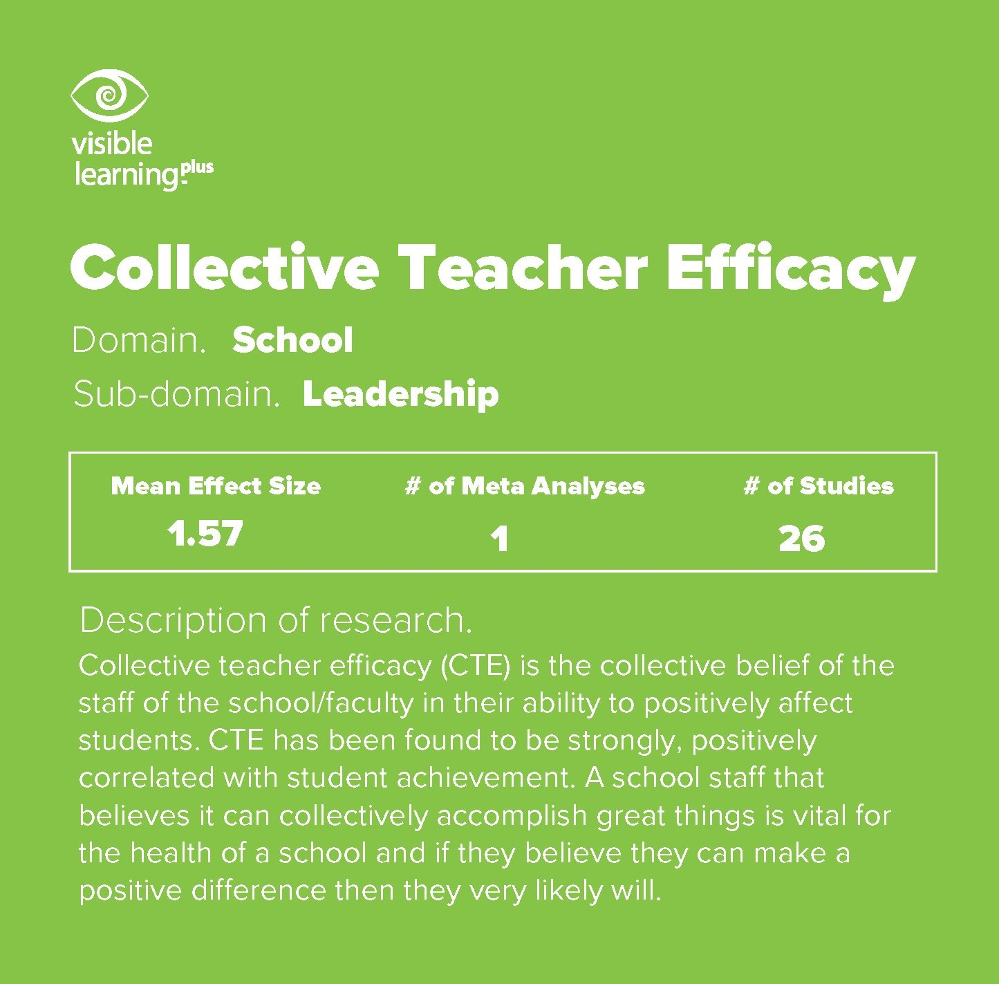 visible
learning.plus
Collective Teacher Efficacy
Domain. School
Sub-domain. Leadership
Mean Effect Size # of Meta Analyses # of Studies
1.57 1 26
Description of research.
Collective teacher efficacy (CTE) is the collective belief of the
staff of the school/faculty in their ability to positively affect
students. CTE has been found to be strongly, positively
correlated with student achievement. A school staff that
believes it can collectively accomplish great things is vital for
the health of a school and if they believe they can make a
positive difference then they very likely will.